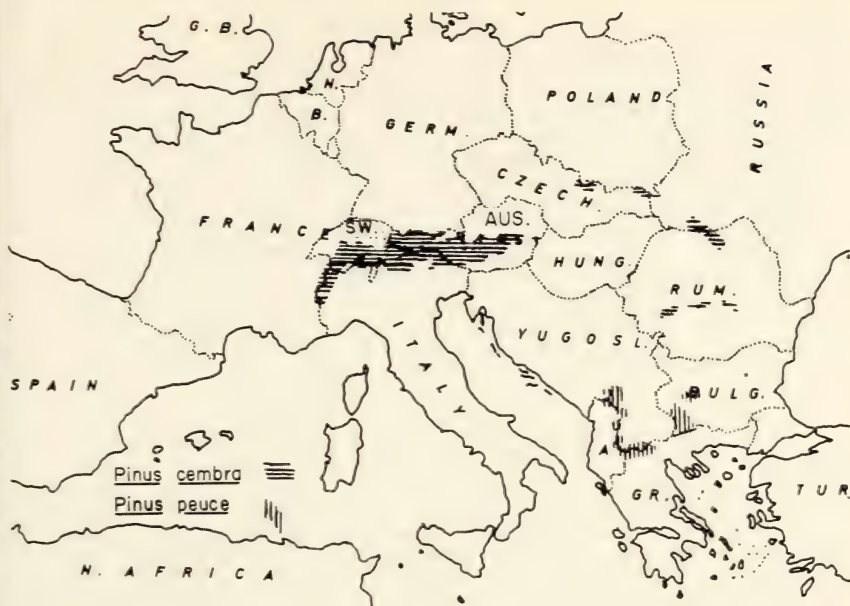 G. B.
N.
B.
GERM.
POLAND
RUSSIA
CZECH.
FRANCE
SW.
AUS.
HUNG.
RUM.
YUGOSL.
ITALY
SPAIN
BULG.
A
GR.
TUR
Pinus cembra
Pinus peuce
N. AFRICA